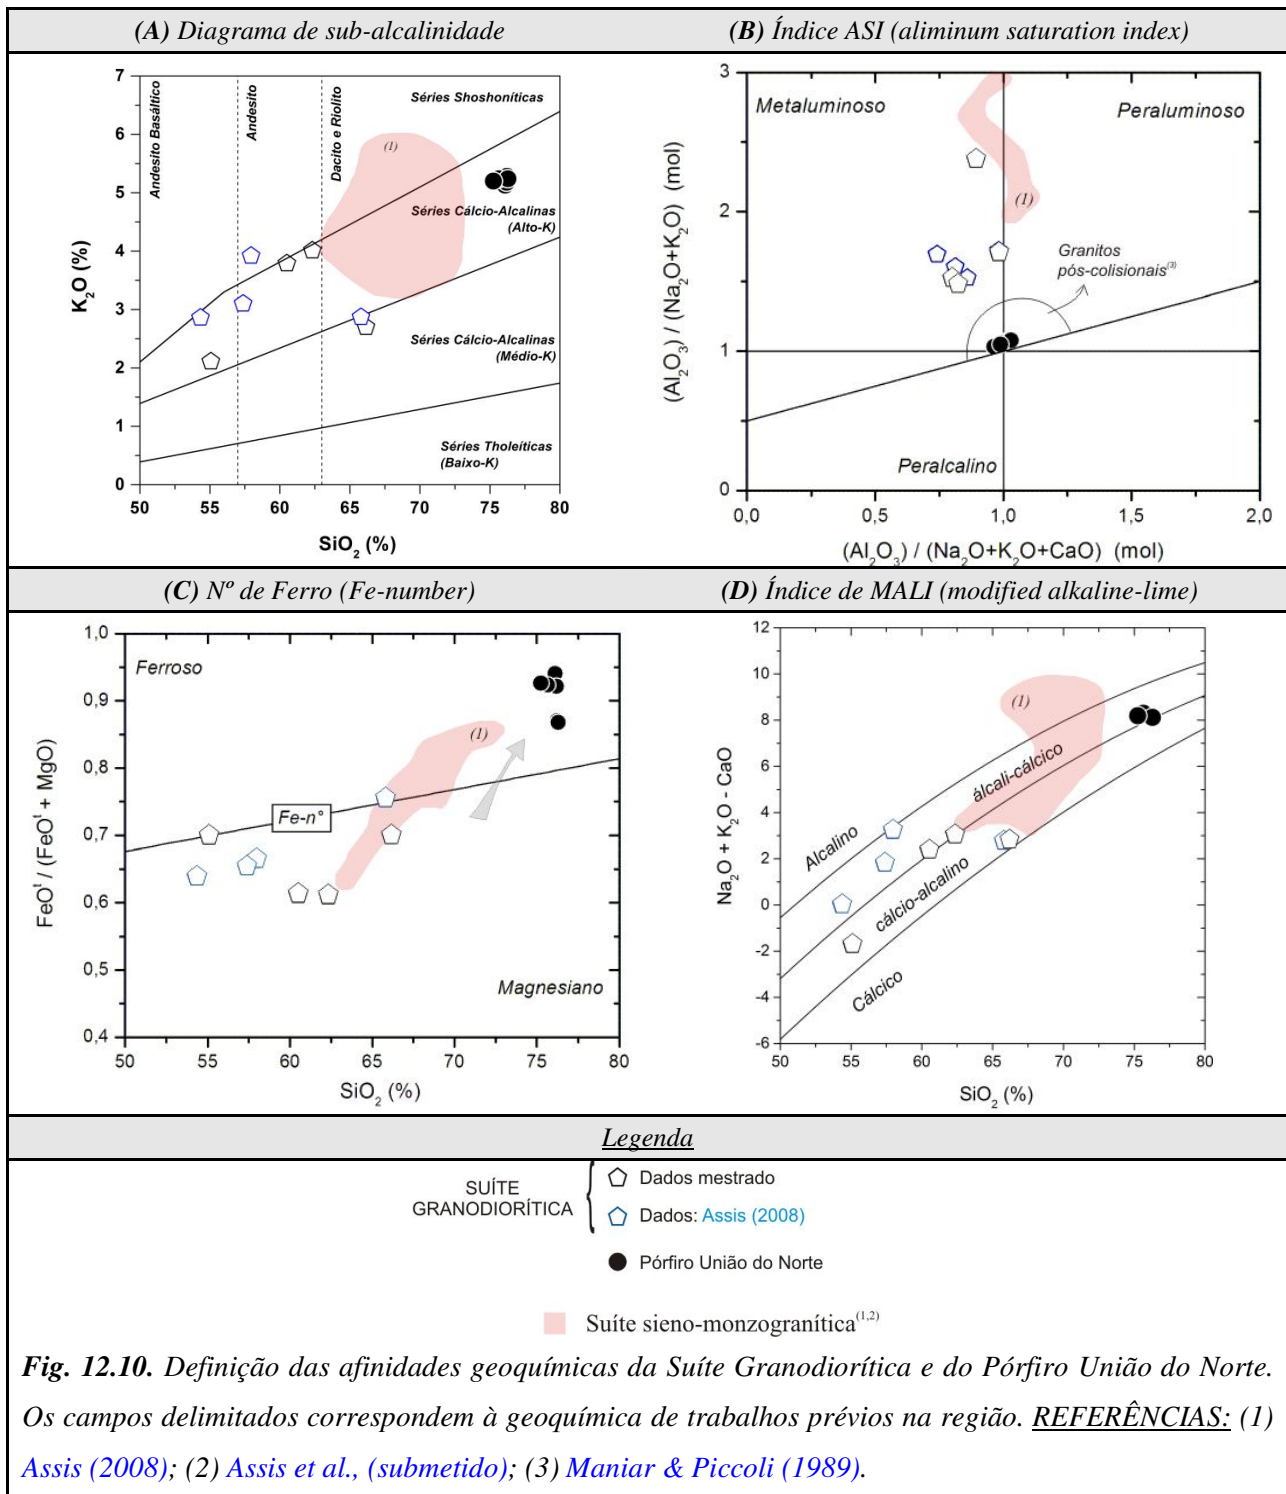 (A) Diagrama de sub-alcalinidade
(B) Índice ASI (aliminum saturation index)
7
6
5
4
3
2
1
0
K2O (%)
Andesito Basáltico
Andesito
Dacito e Riolito
Séries Shoshoníticas
(1)
Séries Cálcio-Alcalinas
(Alto-K)
Séries Cálcio-Alcalinas
(Médio-K)
Séries Tholeíticas
(Baixo-K)
50 55 60 65 70 75 80
SiO2 (%)
3
2
1
0
(Al2O3) / (Na2O+K2O) (mol)
Metaluminoso
Peraluminoso
(1)
Granitos
pós-colisionais(3)
Peralcalino
0,0 0,5 1,0 1,5 2,0
(Al2O3) / (Na2O+K2O+CaO) (mol)
(C) Nº de Ferro (Fe-number)
(D) Índice de MALI (modified alkaline-lime)
1,0
0,9
0,8
0,7
0,6
0,5
0,4
FeOt / (FeOt + MgO)
Ferroso
(1)
Fe-n°
Magnesiano
50 55 60 65 70 75 80
SiO2 (%)
12
10
8
6
4
2
0
-2
-4
-6
Na2O + K2O - CaO
(1)
Alcalino
álcali-cálcico
cálcio-alcalino
Cálcico
50 55 60 65 70 75 80
SiO2 (%)
Legenda
SUÍTE
GRANODIORÍTICA
Dados mestrado
Dados: Assis (2008)
Pórfiro União do Norte
Suíte sieno-monzogranítica(1,2)
Fig. 12.10. Definição das afinidades geoquímicas da Suíte Granodiorítica e do Pórfiro União do Norte.
Os campos delimitados correspondem à geoquímica de trabalhos prévios na região. REFERÊNCIAS: (1)
Assis (2008); (2) Assis et al., (submetido); (3) Maniar & Piccoli (1989).